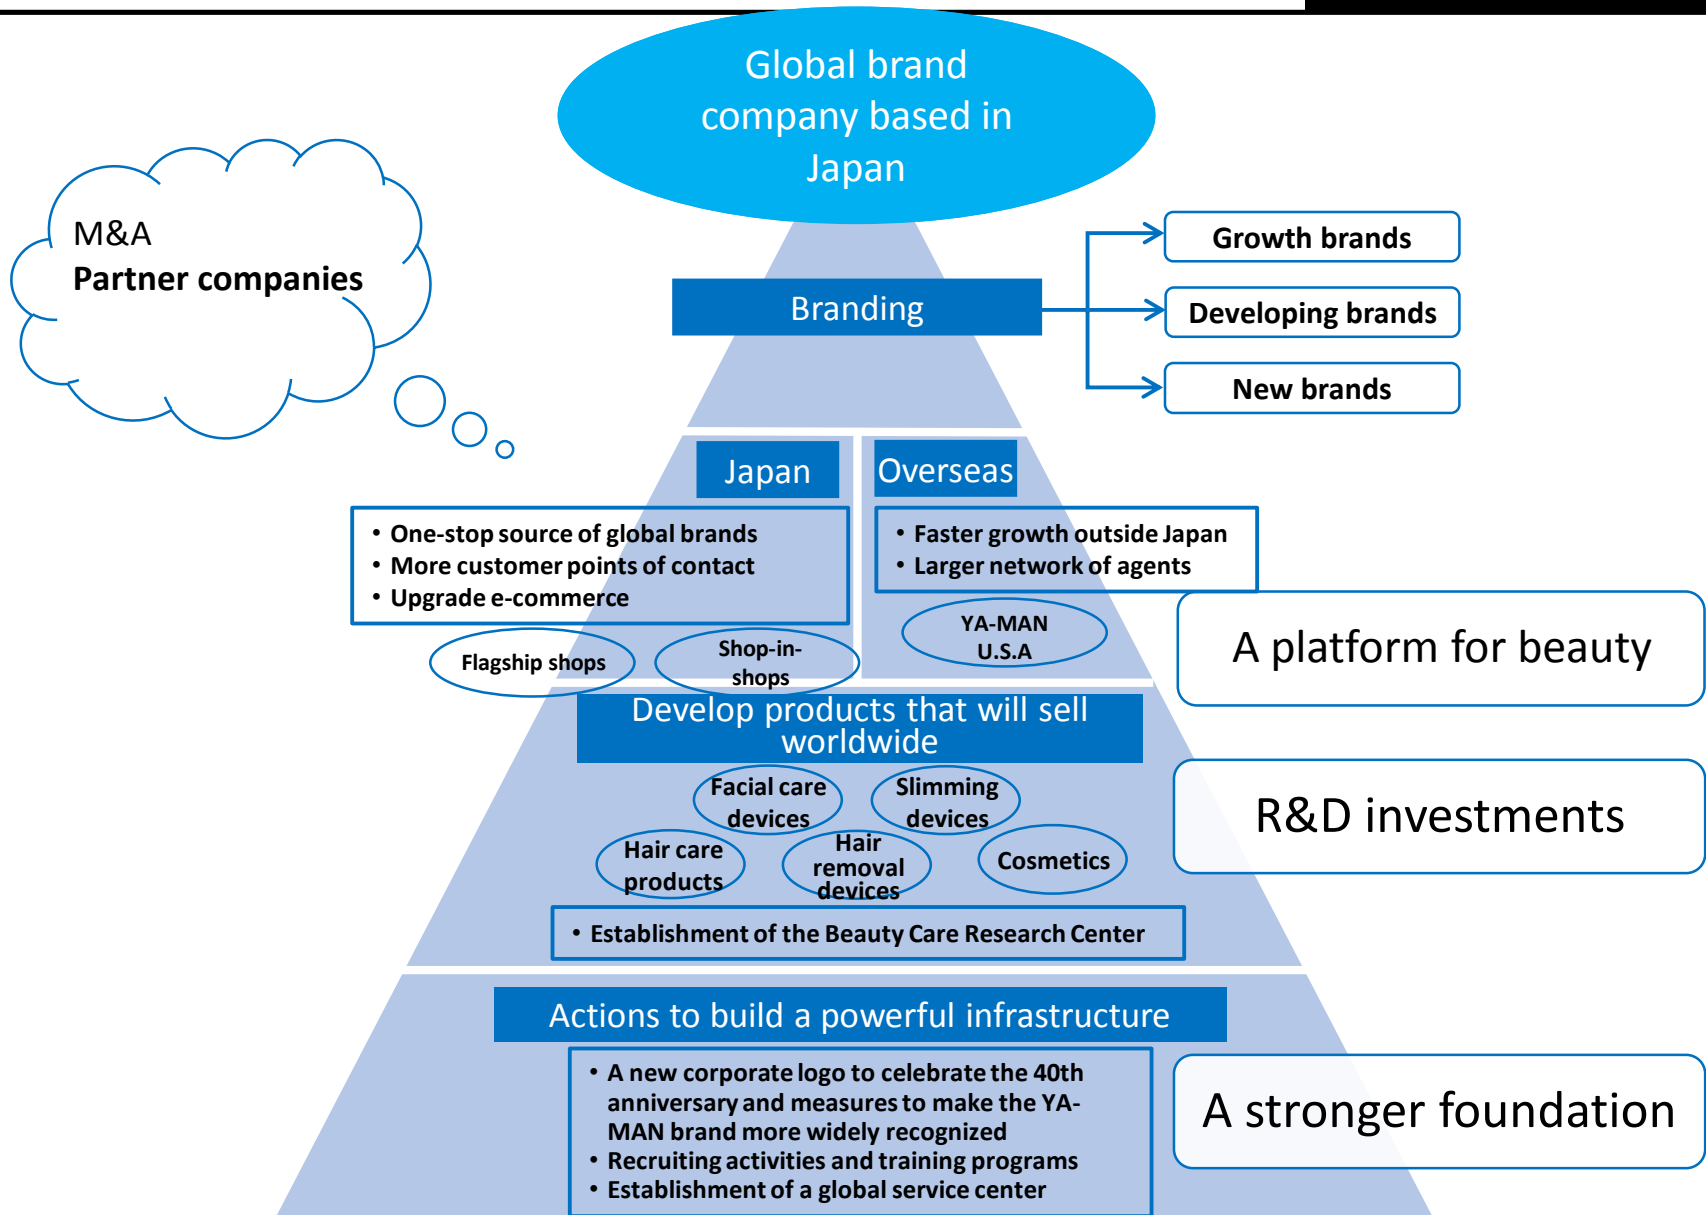 Global brand
company based in
Japan
M&A
Partner companies
Branding
Growth brands
Developing brands
New brands
Japan
Overseas
• One-stop source of global brands
• More customer points of contact
• Upgrade e-commerce
• Faster growth outside Japan
• Larger network of agents
Flagship shops
Shop-in-
shops
YA-MAN
U.S.A
A platform for beauty
Develop products that will sell
worldwide
Facial care
devices
Slimming
devices
Hair care
products
Hair
removal
devices
Cosmetics
R&D investments
• Establishment of the Beauty Care Research Center
Actions to build a powerful infrastructure
• A new corporate logo to celebrate the 40th
anniversary and measures to make the YA-
MAN brand more widely recognized
• Recruiting activities and training programs
• Establishment of a global service center
A stronger foundation